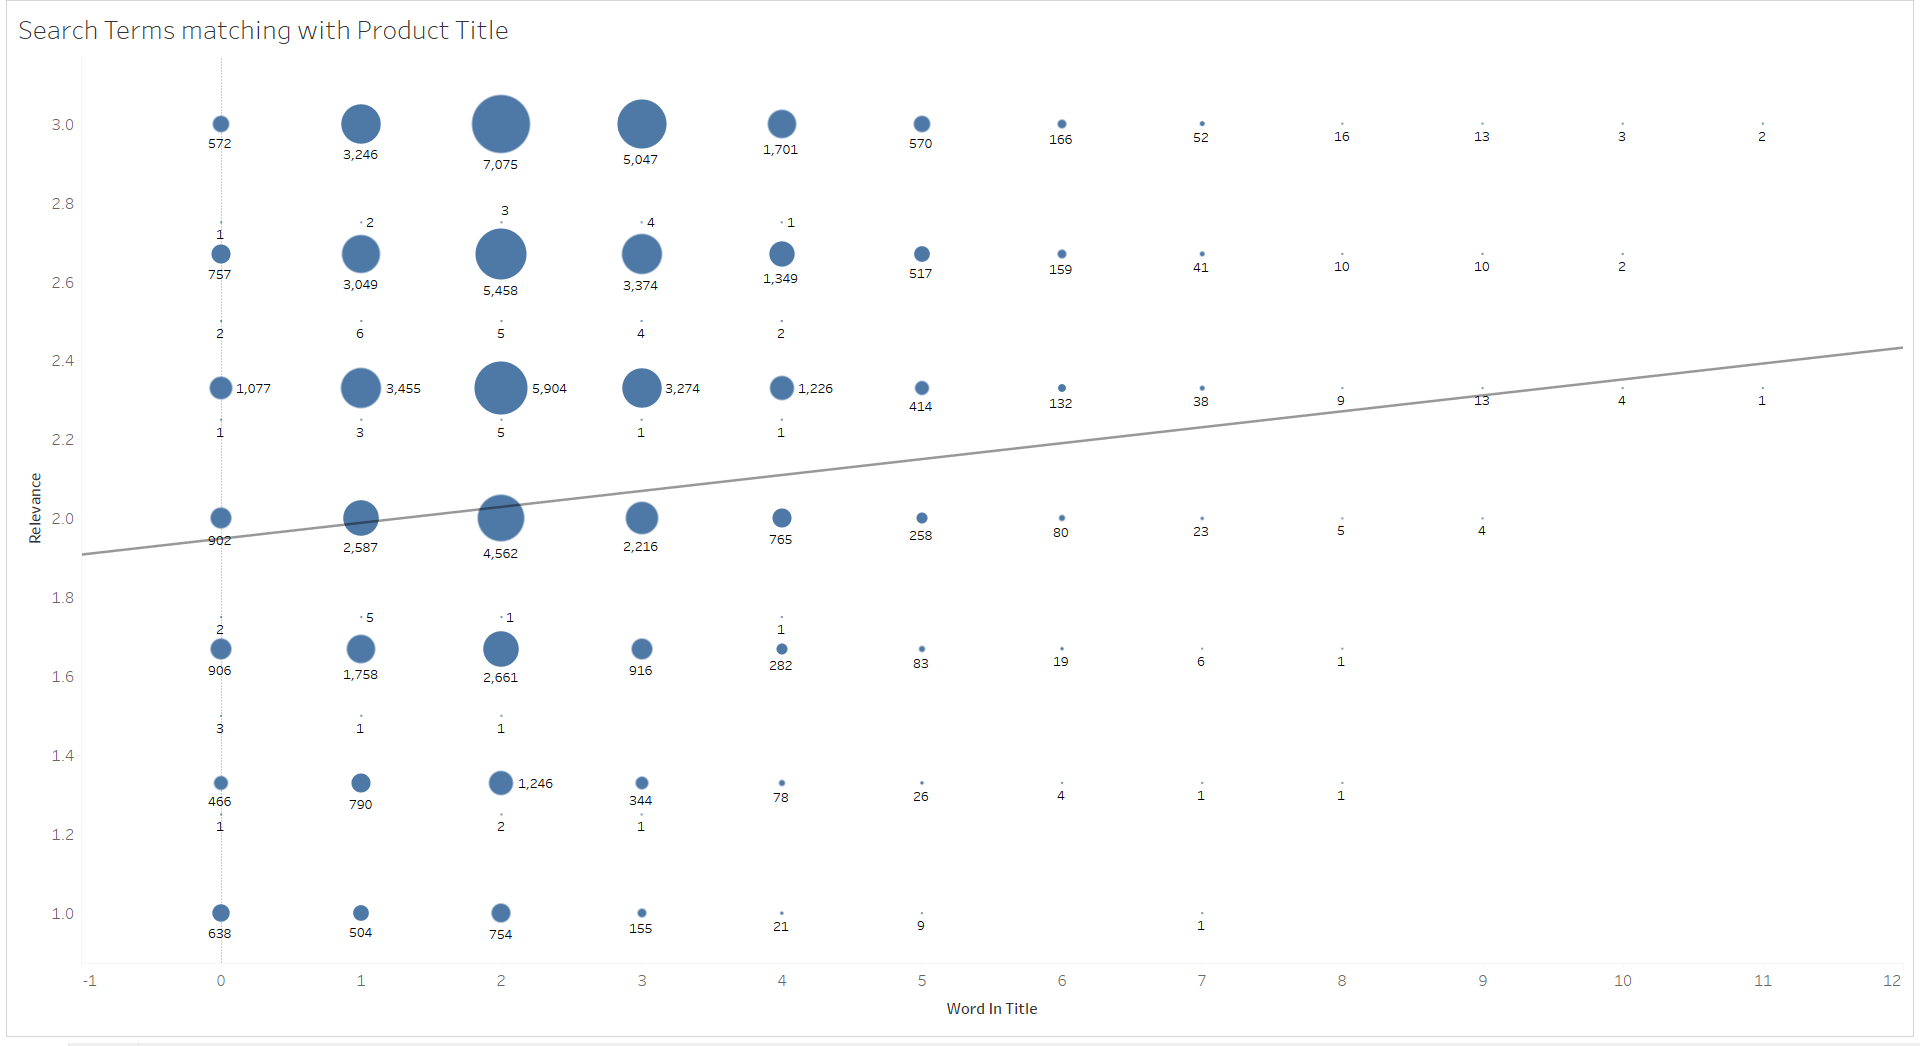 Search Terms matching with Product Title
3.0
572 3,246 7,075 5,047 1,701 570 166 52 16 13 3 2
2.8
3
1 2 4 1
757 3,049 5,458 3,374 1,349 517 159 41 10 10 2
2.6
2 6 5 4 2
2.4
1,077 3,455 5,904 3,274 1,226 414 132 38 9 13 4 1
1 3 5 1 1
2.2
Relevance
2.0
902 2,587 4,562 2,216 765 258 80 23 5 4
1.8
2 5 1 1
906 1,758 2,661 916 282 83 19 6 1
1.6
3 1 1
1.4
466 790 1,246 344 78 26 4 1 1
1 2 1
1.2
1.0
638 504 754 155 21 9 1
-1 0 1 2 3 4 5 6 7 8 9 10 11 12
Word In Title